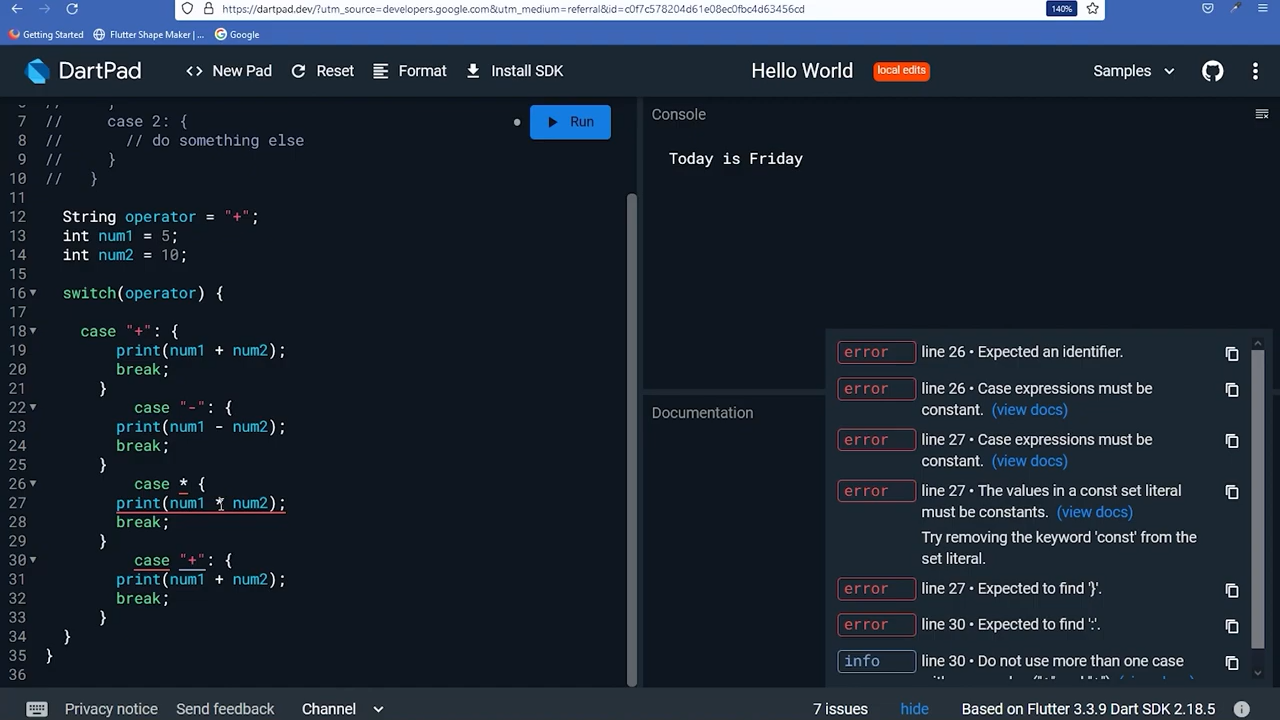 https://dartpad.dev/?utm_source=developers.google.com&utm_medium=referral&id=c0f7c578204d61e08ec0fbc4d63456cd
140%
Getting Started
Flutter Shape Maker | ...
Google
DartPad
<> New Pad
Reset
Format
Install SDK
Hello World
local edits
Samples
7 // case 2: {
8 // // do something else
9 // }
10 // }
11
12 String operator = "+";
13 int num1 = 5;
14 int num2 = 10;
15
16 switch(operator) {
17
18 case "+": {
19 print(num1 + num2);
20 break;
21 }
22 case "-": {
23 print(num1 - num2);
24 break;
25 }
26 case * {
27 print(num1 * num2);
28 break;
29 }
30 case "+": {
31 print(num1 + num2);
32 break;
33 }
34 }
35 }
36
Run
Console
Today is Friday
Documentation
error line 26 • Expected an identifier.
error line 26 • Case expressions must be
constant. (view docs)
error line 27 • Case expressions must be
constant. (view docs)
error line 27 • The values in a const set literal
must be constants. (view docs)
Try removing the keyword 'const' from the
set literal.
error line 27 • Expected to find '}'.
error line 30 • Expected to find ':'.
info line 30 • Do not use more than one case
Privacy notice
Send feedback
Channel
7 issues
hide
Based on Flutter 3.3.9 Dart SDK 2.18.5